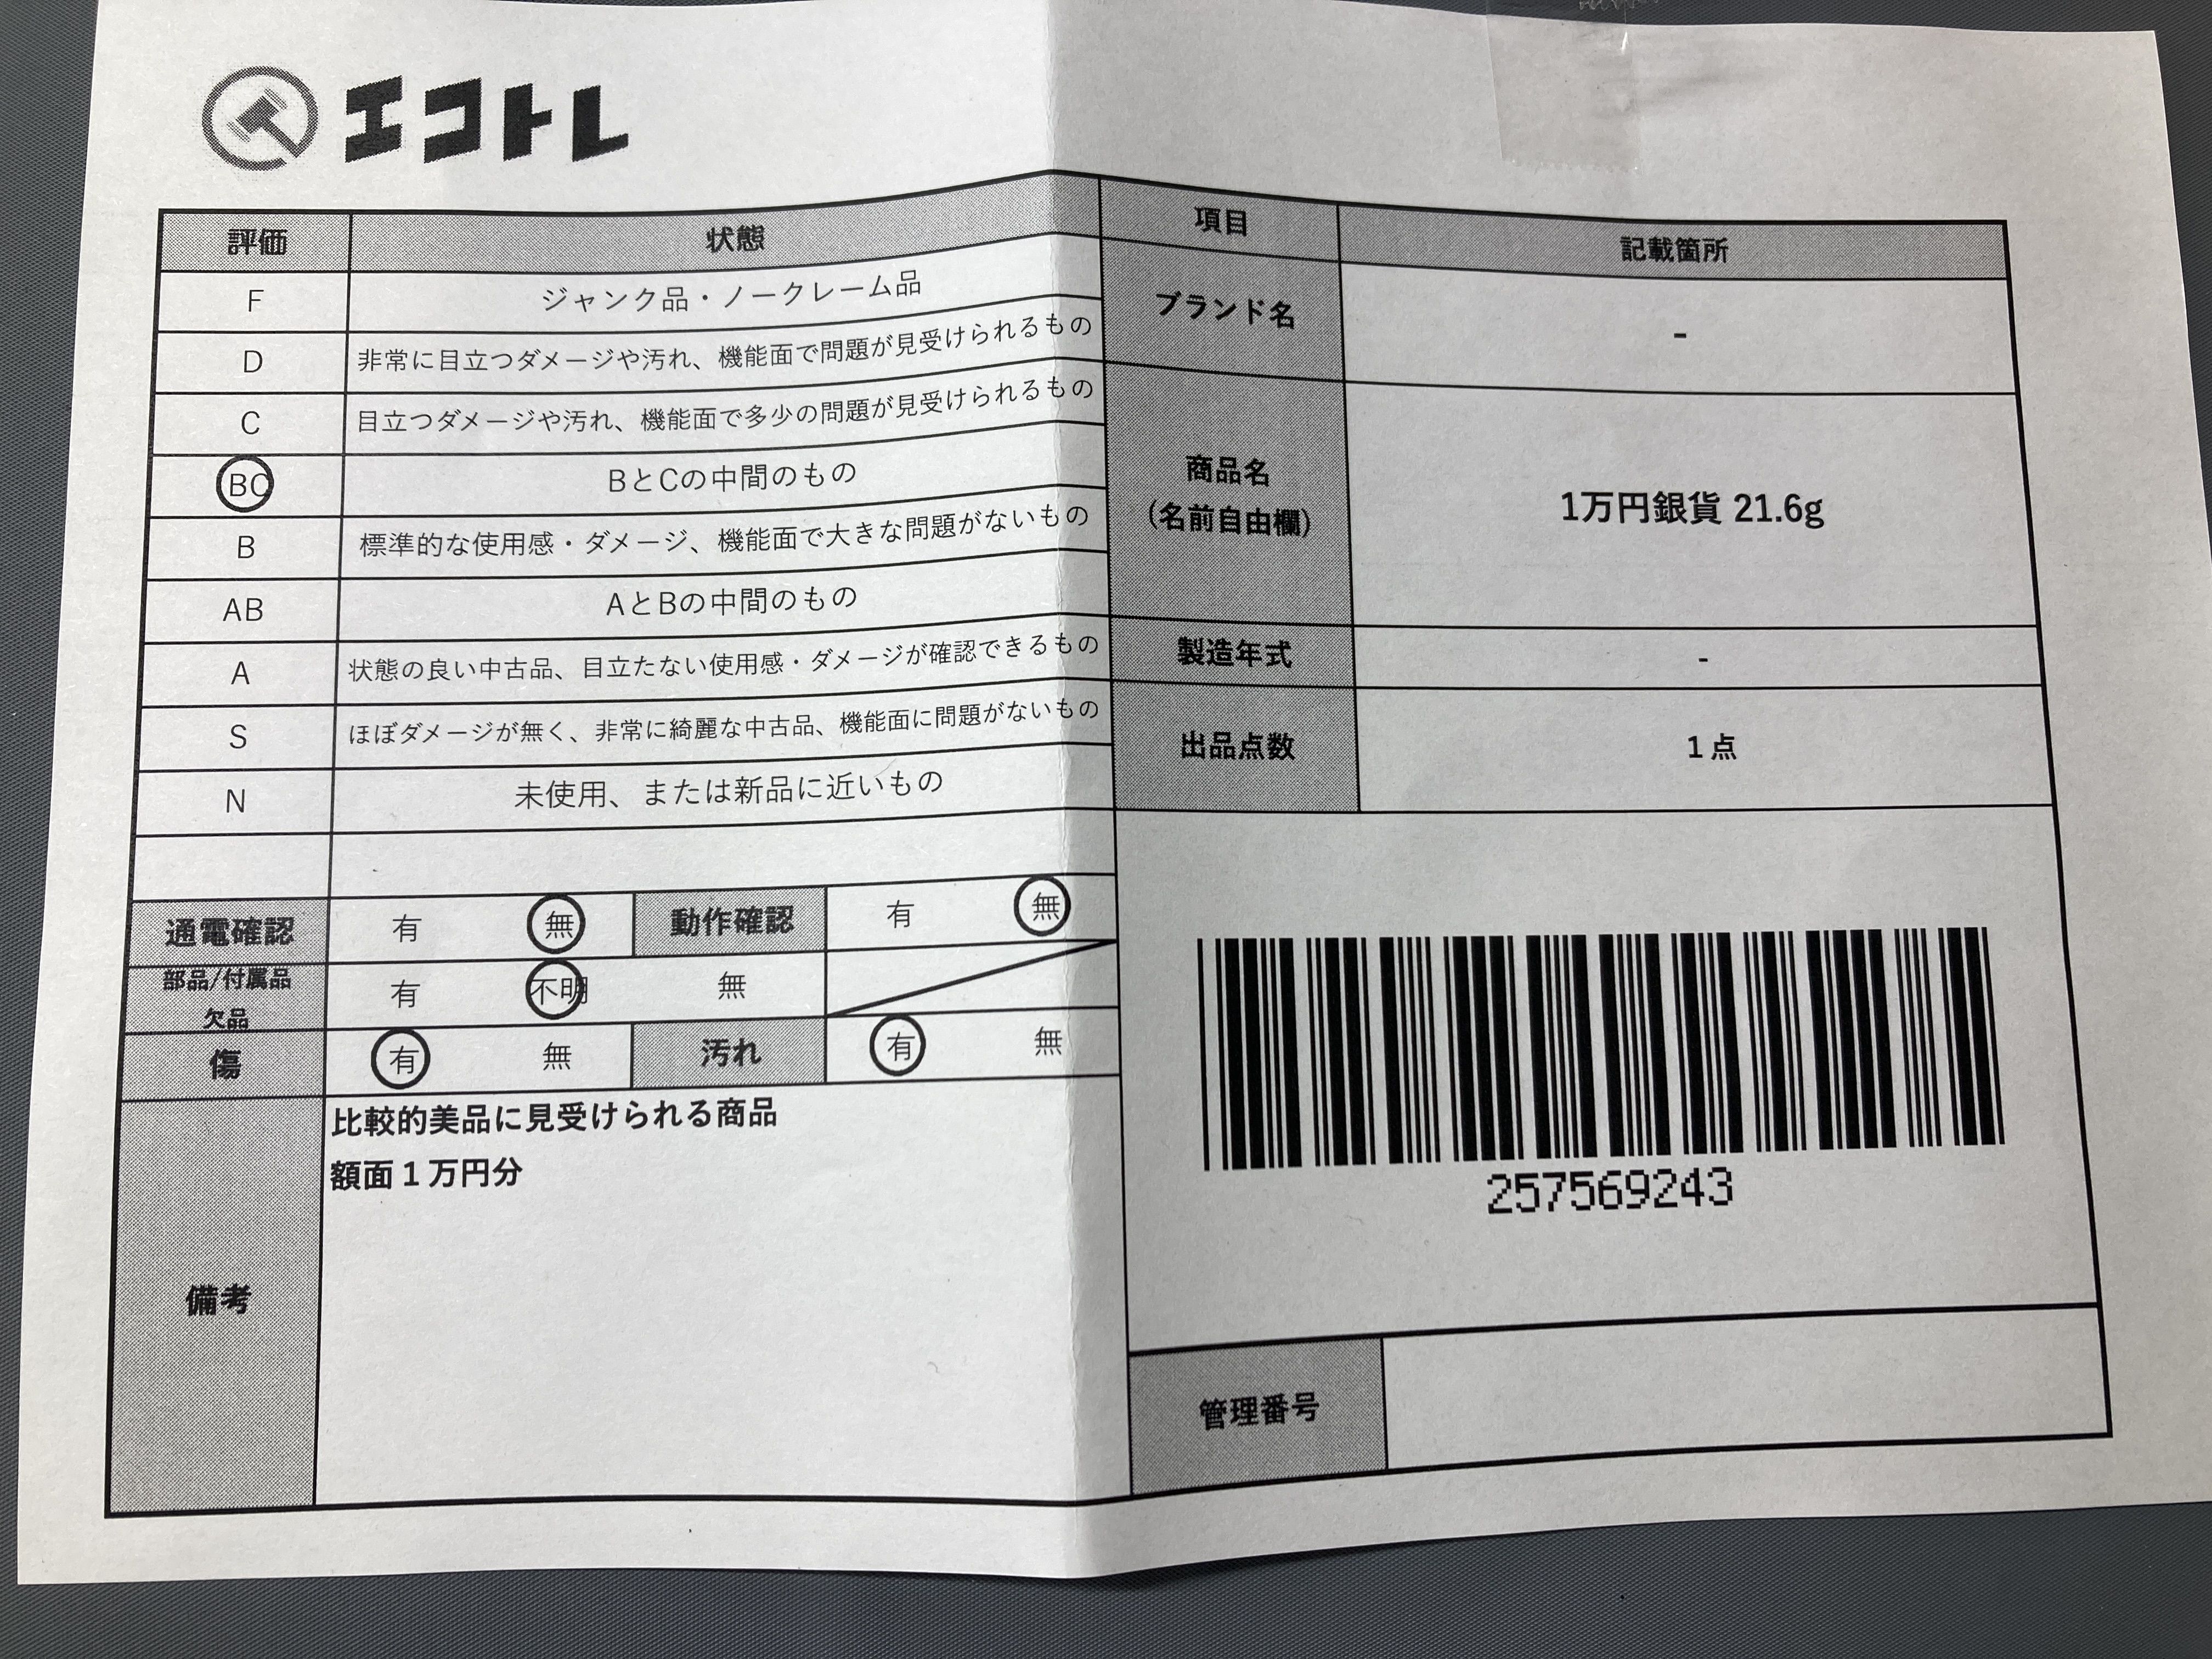 エコトレ
評価 状態
F ジャンク品・ノークレーム品
D 非常に目立つダメージや汚れ、機能面で問題が見受けられるもの
C 目立つダメージや汚れ、機能面で多少の問題が見受けられるもの
BC BとCの中間のもの
B 標準的な使用感・ダメージ、機能面で大きな問題がないもの
AB AとBの中間のもの
A 状態の良い中古品、目立たない使用感・ダメージが確認できるもの
S ほぼダメージが無く、非常に綺麗な中古品、機能面に問題がないもの
N 未使用、または新品に近いもの
通電確認 有 無 動作確認 有 無
部品/付属品
欠品
有 不明 無
傷 有 無 汚れ 有 無
備考
比較的美品に見受けられる商品
額面1万円分
項目 記載箇所
ブランド名 -
商品名
（名前自由欄）
1万円銀貨 21.6g
製造年式 -
出品点数 1点
257569243
管理番号